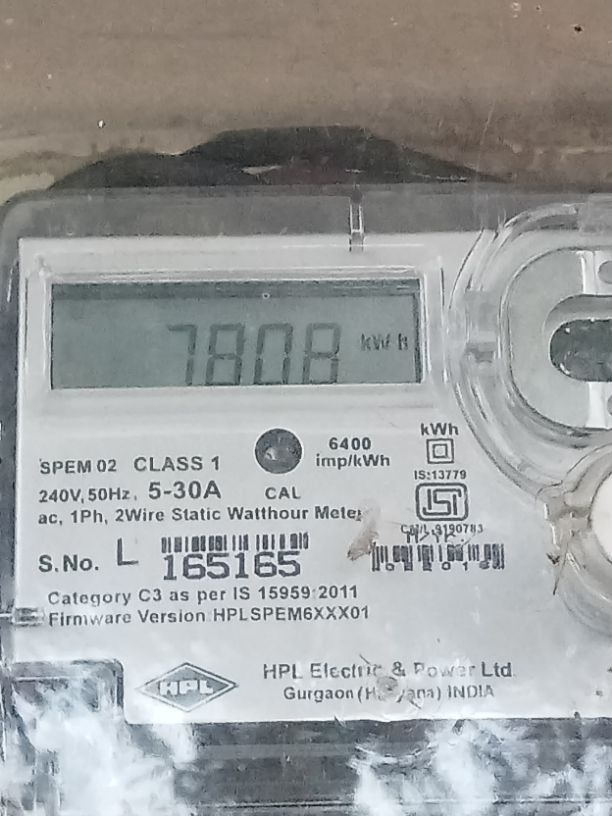 7808 kWh
6400
imp/kWh
kWh
SPEM 02 CLASS 1
CAL
IS:13779
240V, 50Hz, 5-30A
ac, 1Ph, 2Wire Static Watthour Meter
S.No. L 165165
Category C3 as per IS 15959:2011
Firmware Version:HPLSPEM6XXX01
HPL
HPL Electric & Power Ltd.
Gurgaon (Haryana) INDIA